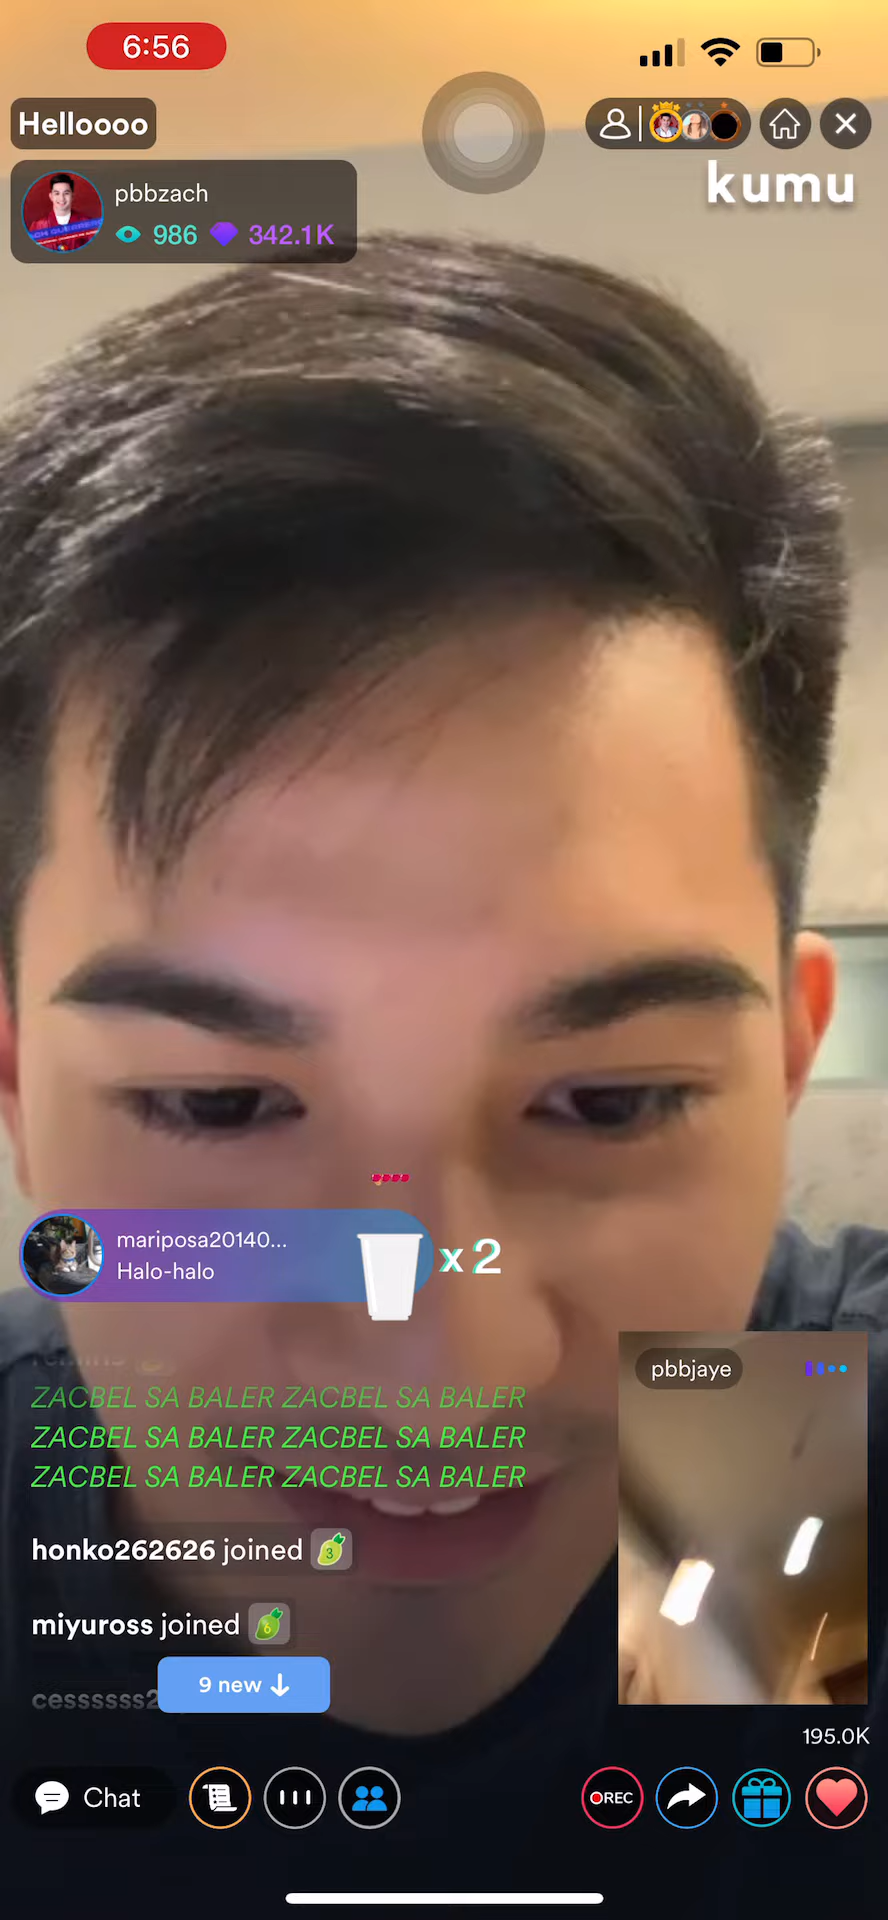 6:56
Helloooo
kumu
pbbzach
986 342.1K
mariposa20140...
Halo-halo
x 2
pbbjaye
ZACBEL SA BALER ZACBEL SA BALER
ZACBEL SA BALER ZACBEL SA BALER
ZACBEL SA BALER ZACBEL SA BALER
honko262626 joined 3
miyuross joined 6
9 new
195.0K
Chat
REC